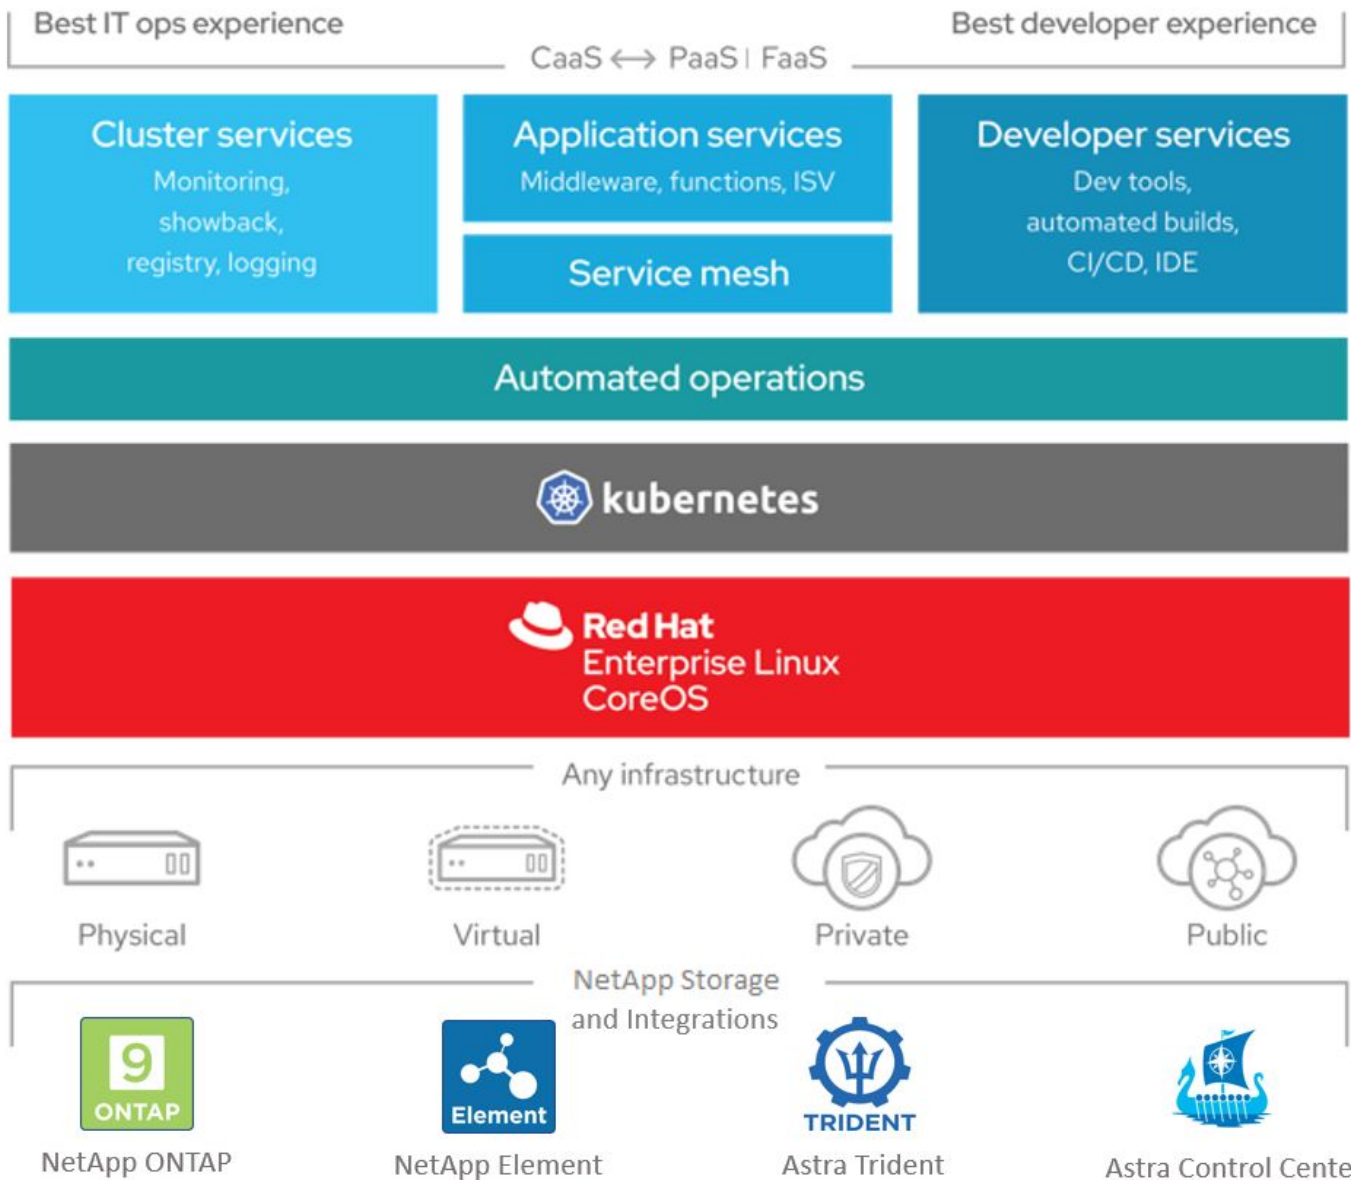 Best IT ops experience
Best developer experience
CaaS ↔ PaaS | FaaS
Cluster services
Monitoring,
showback,
registry, logging
Application services
Middleware, functions, ISV
Service mesh
Developer services
Dev tools,
automated builds,
CI/CD, IDE
Automated operations
kubernetes
Red Hat
Enterprise Linux
CoreOS
Any infrastructure
Physical
Virtual
Private
Public
NetApp Storage
and Integrations
9
ONTAP
Element
TRIDENT
NetApp ONTAP
NetApp Element
Astra Trident
Astra Control Cente